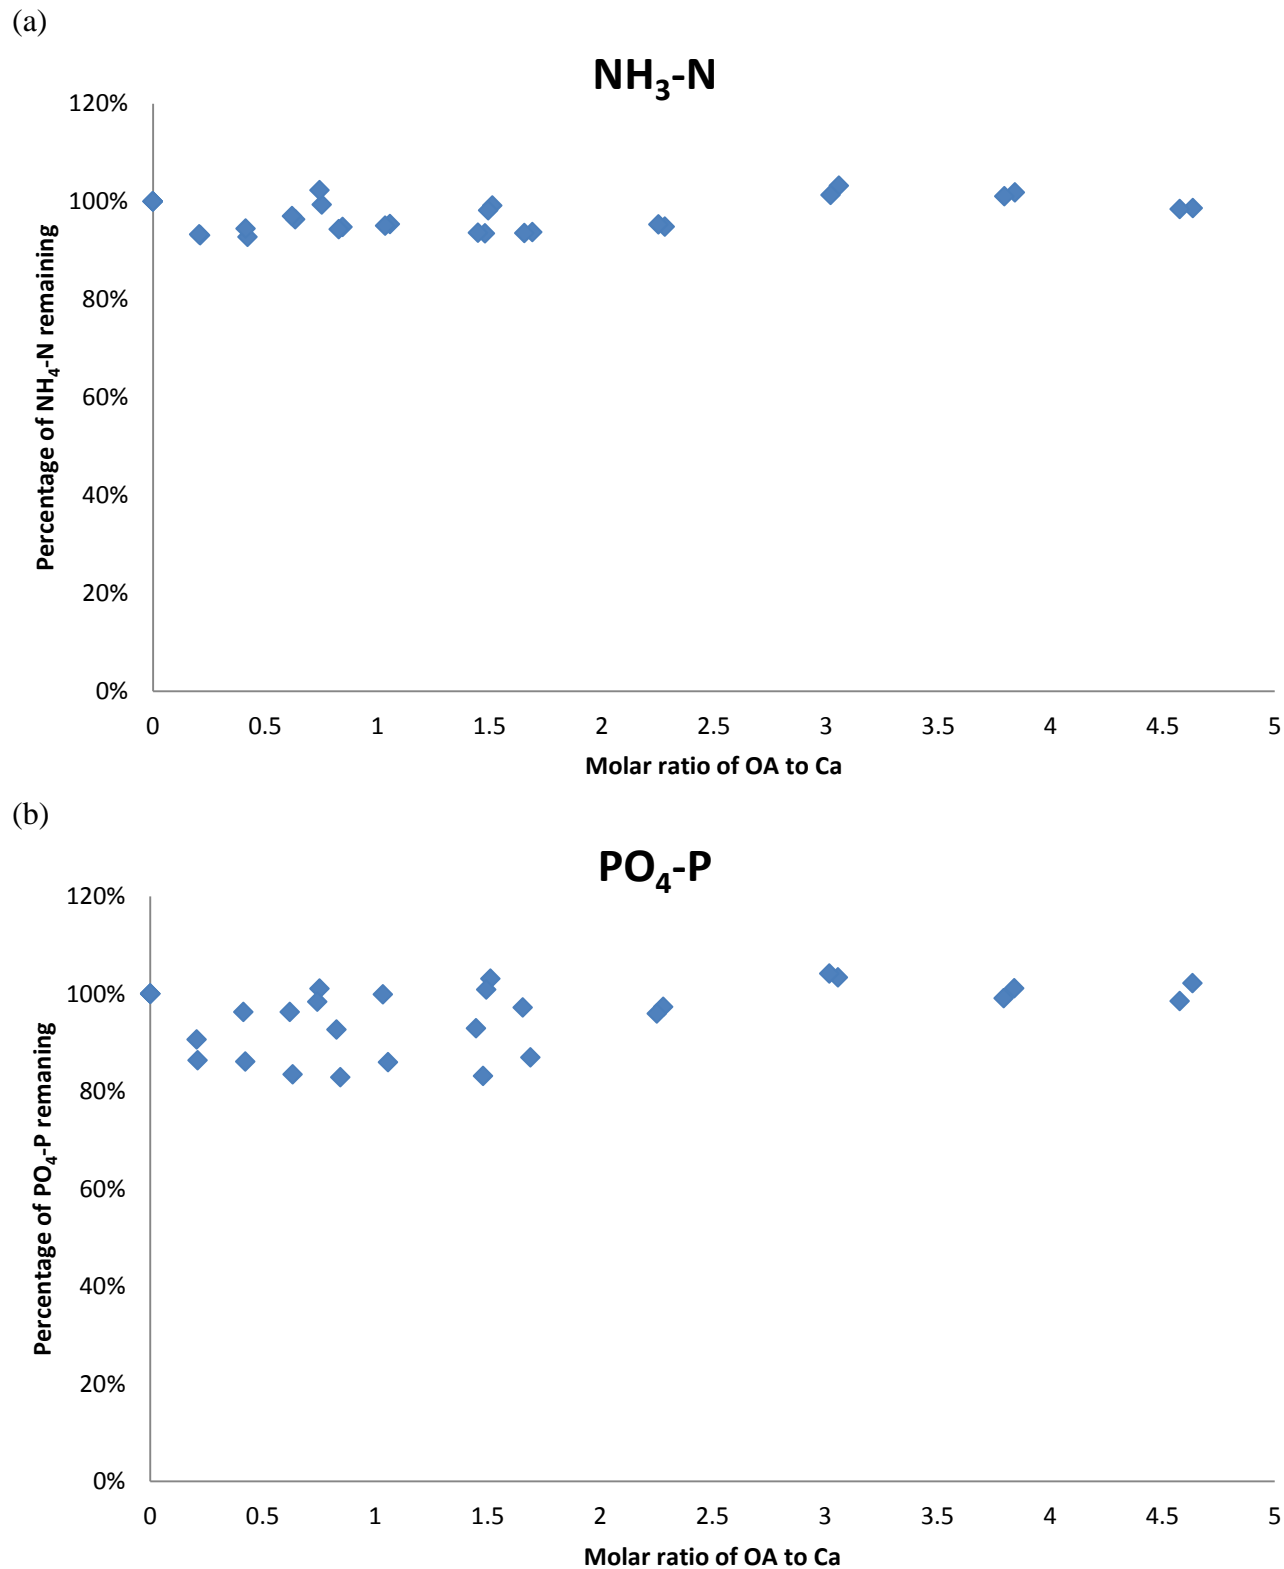 (a)
NH₃-N
120%
100%
80%
60%
40%
20%
0%
Percentage of NH₄-N remaining
0 0.5 1 1.5 2 2.5 3 3.5 4 4.5 5
Molar ratio of OA to Ca
(b)
PO₄-P
120%
100%
80%
60%
40%
20%
0%
Percentage of PO₄-P remaning
0 0.5 1 1.5 2 2.5 3 3.5 4 4.5 5
Molar ratio of OA to Ca